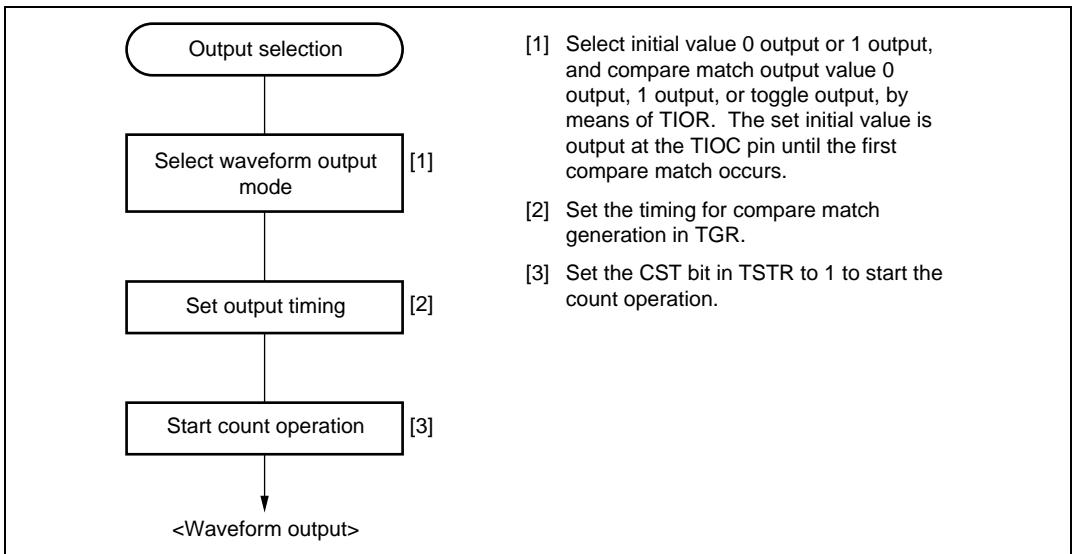 Output selection
Select waveform output
mode
[1]
Set output timing
[2]
Start count operation
[3]
<Waveform output>
[1] Select initial value 0 output or 1 output,
and compare match output value 0
output, 1 output, or toggle output, by
means of TIOR. The set initial value is
output at the TIOC pin until the first
compare match occurs.
[2] Set the timing for compare match
generation in TGR.
[3] Set the CST bit in TSTR to 1 to start the
count operation.